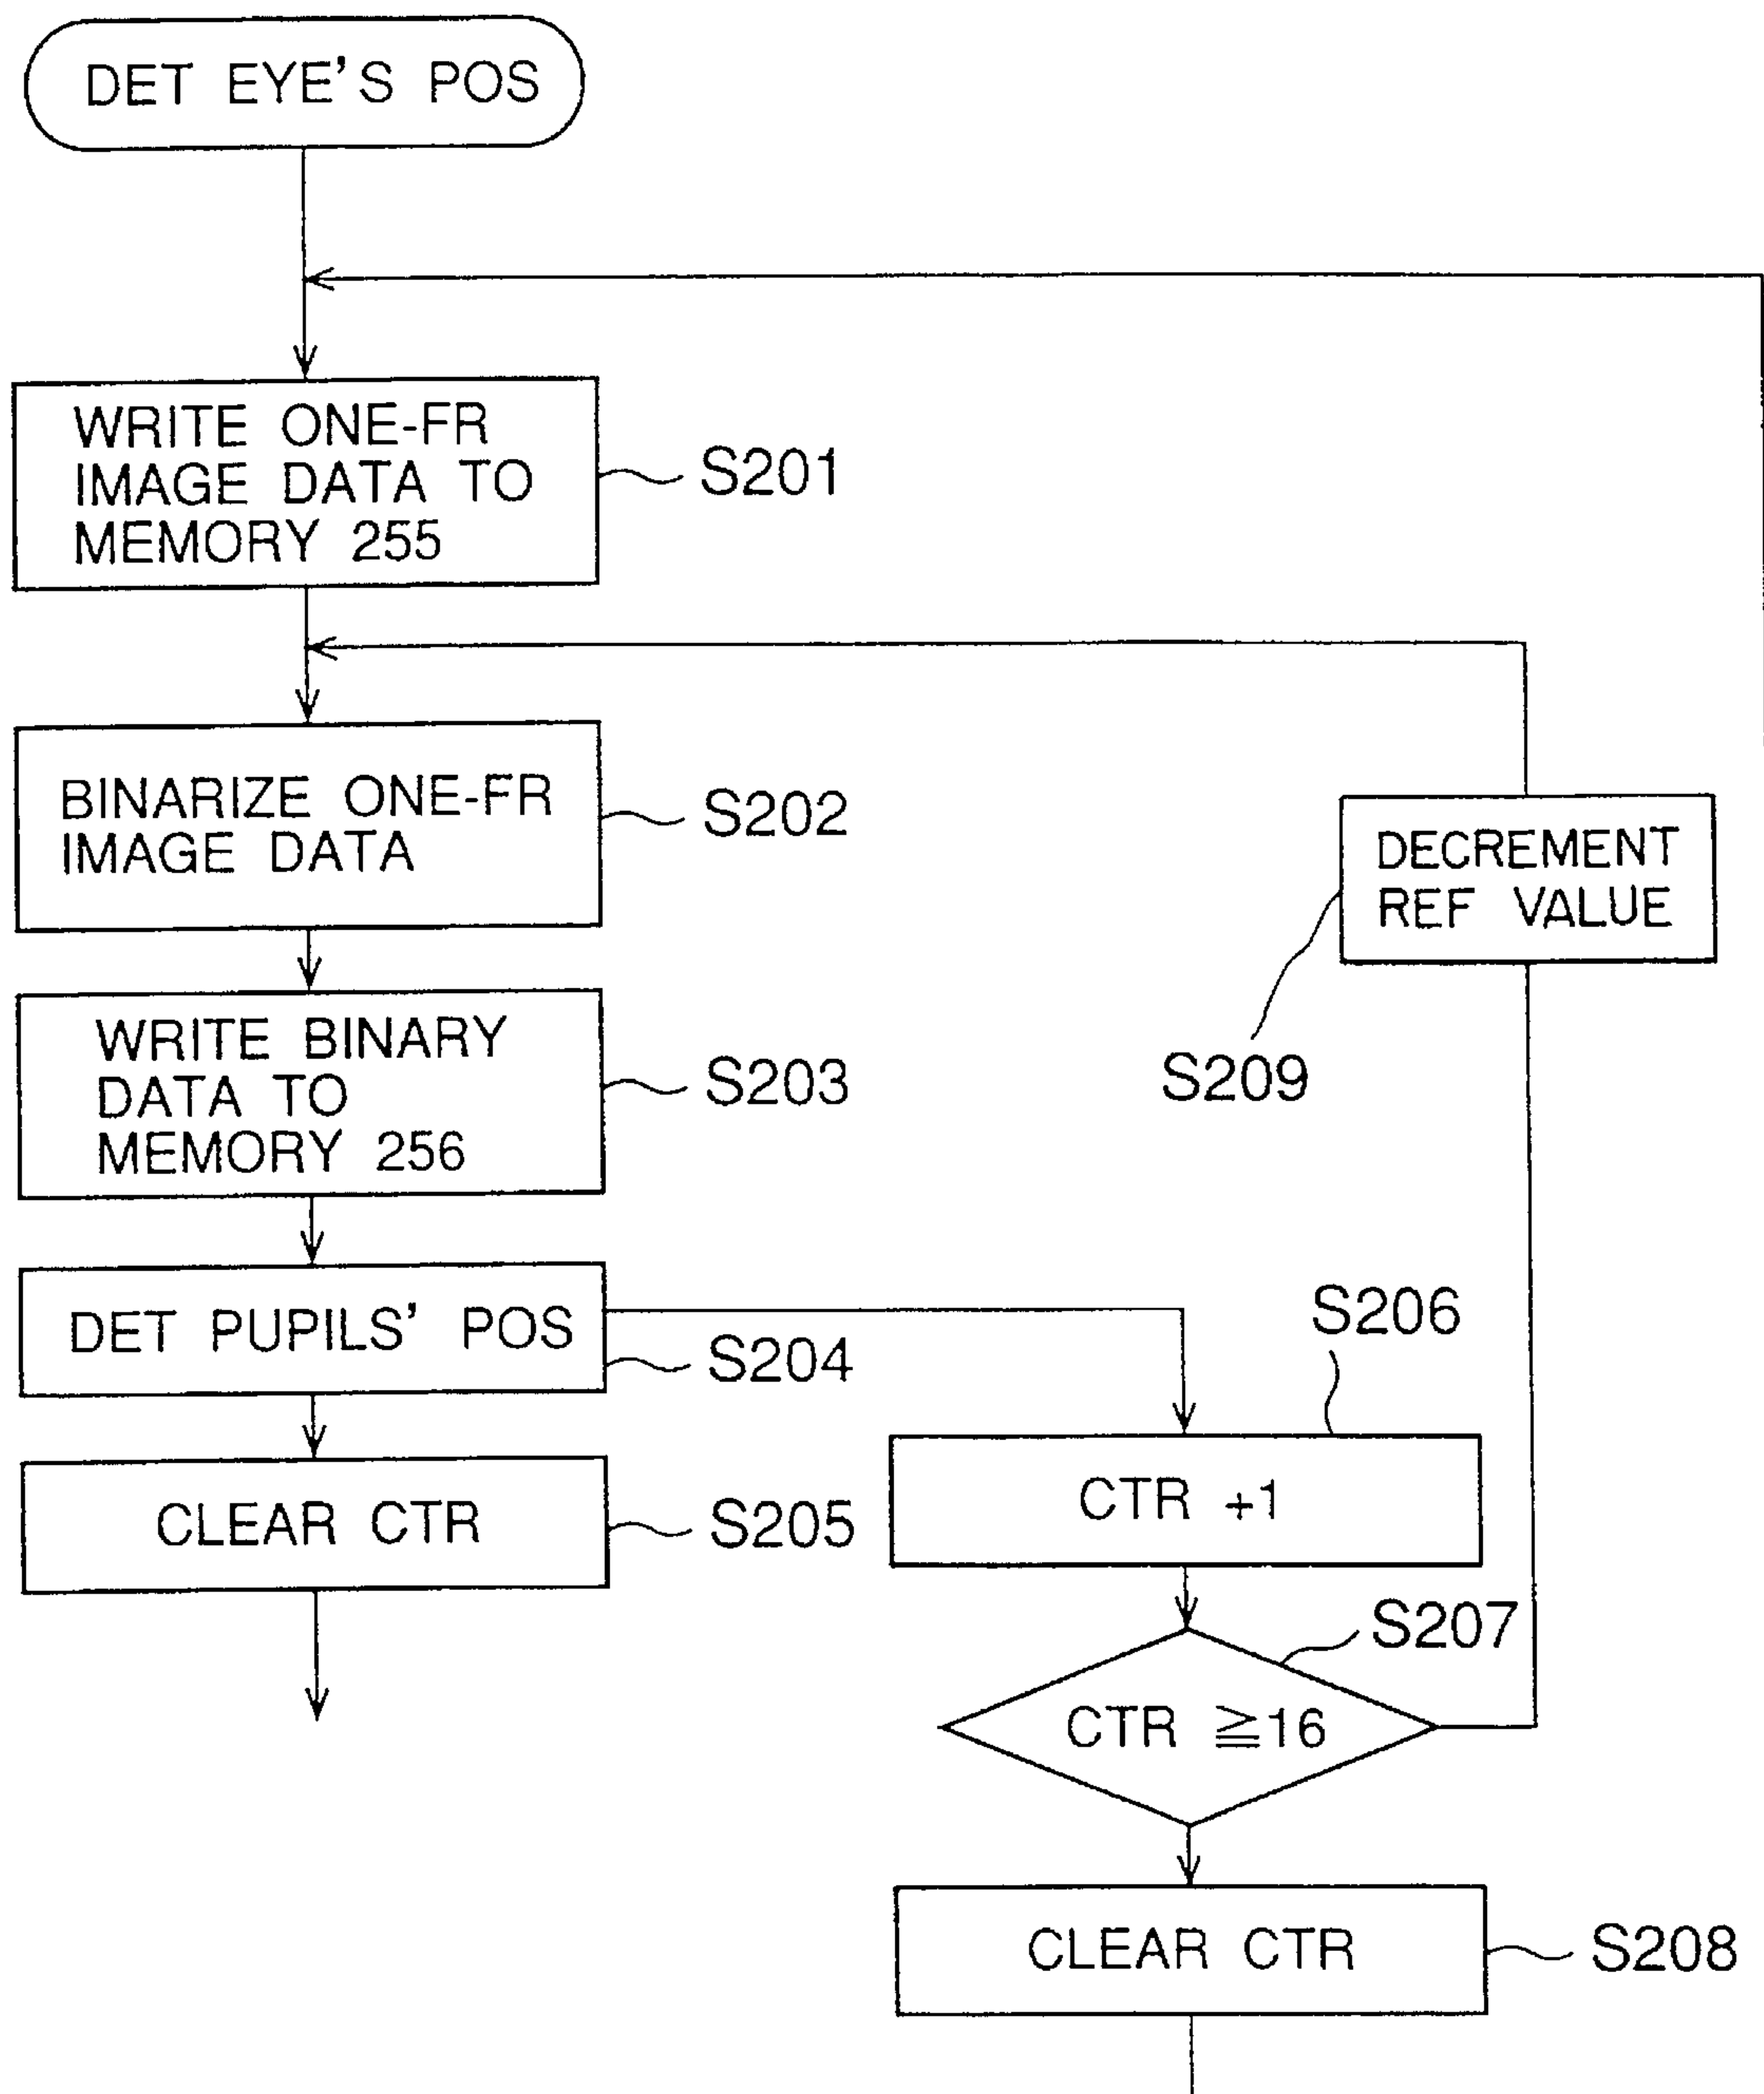 DET EYE'S POS
WRITE ONE-FR
IMAGE DATA TO
MEMORY 255
S201
BINARIZE ONE-FR
IMAGE DATA
S202
DECREMENT
REF VALUE
S209
WRITE BINARY
DATA TO
MEMORY 256
S203
DET PUPILS' POS
S204
S206
CTR +1
CLEAR CTR
S205
S207
CTR ≧16
CLEAR CTR
S208